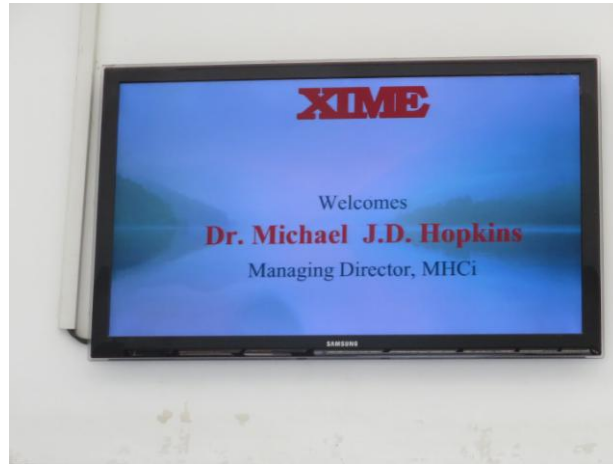 XIME
Welcomes
Dr. Michael J.D. Hopkins
Managing Director, MHCi
SAMSUNG